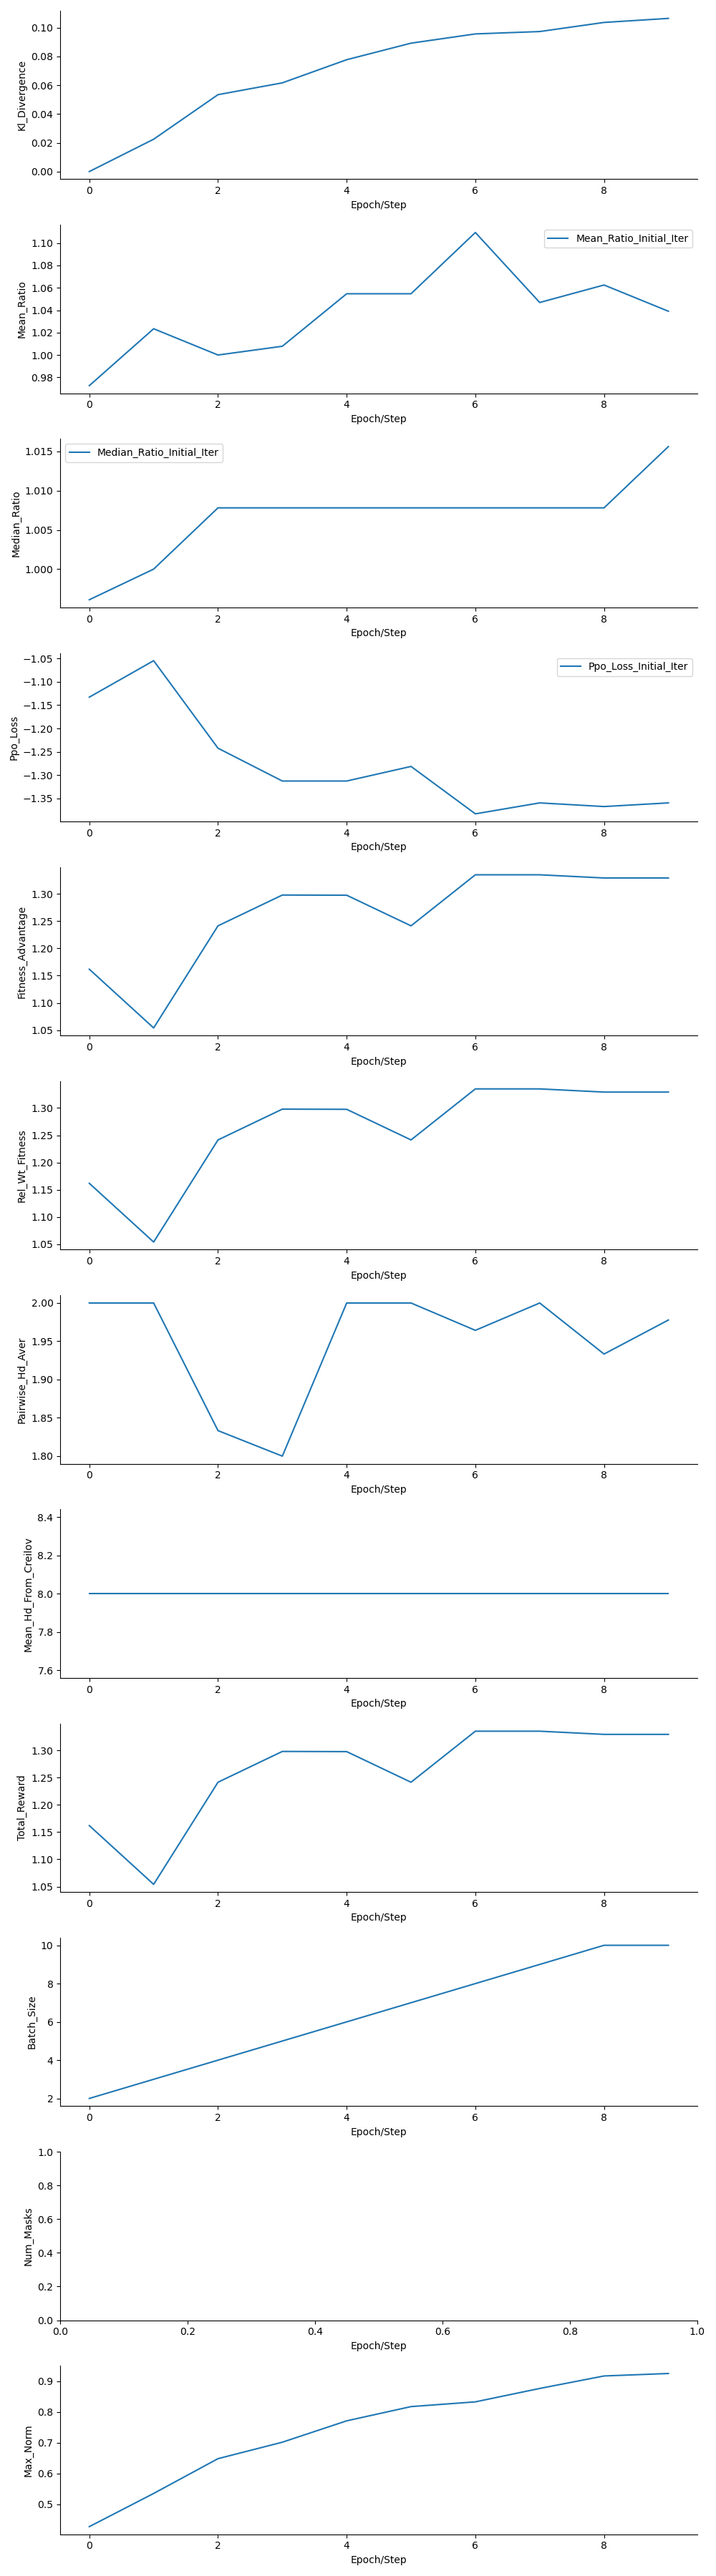 0.10
0.08
0.06
0.04
0.02
0.00
Kl_Divergence
0 2 4 6 8
Epoch/Step
1.10
1.08
1.06
1.04
1.02
1.00
0.98
Mean_Ratio
Mean_Ratio_Initial_Iter
0 2 4 6 8
Epoch/Step
1.015
1.010
1.005
1.000
Median_Ratio
Median_Ratio_Initial_Iter
0 2 4 6 8
Epoch/Step
−1.05
−1.10
−1.15
−1.20
−1.25
−1.30
−1.35
Ppo_Loss
Ppo_Loss_Initial_Iter
0 2 4 6 8
Epoch/Step
1.30
1.25
1.20
1.15
1.10
1.05
Fitness_Advantage
0 2 4 6 8
Epoch/Step
1.30
1.25
1.20
1.15
1.10
1.05
Rel_Wt_Fitness
0 2 4 6 8
Epoch/Step
2.00
1.95
1.90
1.85
1.80
Pairwise_Hd_Aver
0 2 4 6 8
Epoch/Step
8.4
8.2
8.0
7.8
7.6
Mean_Hd_From_Creilov
0 2 4 6 8
Epoch/Step
1.30
1.25
1.20
1.15
1.10
1.05
Total_Reward
0 2 4 6 8
Epoch/Step
10
8
6
4
2
Batch_Size
0 2 4 6 8
Epoch/Step
1.0
0.8
0.6
0.4
0.2
0.0
Num_Masks
0.0 0.2 0.4 0.6 0.8 1.0
Epoch/Step
0.9
0.8
0.7
0.6
0.5
Max_Norm
0 2 4 6 8
Epoch/Step